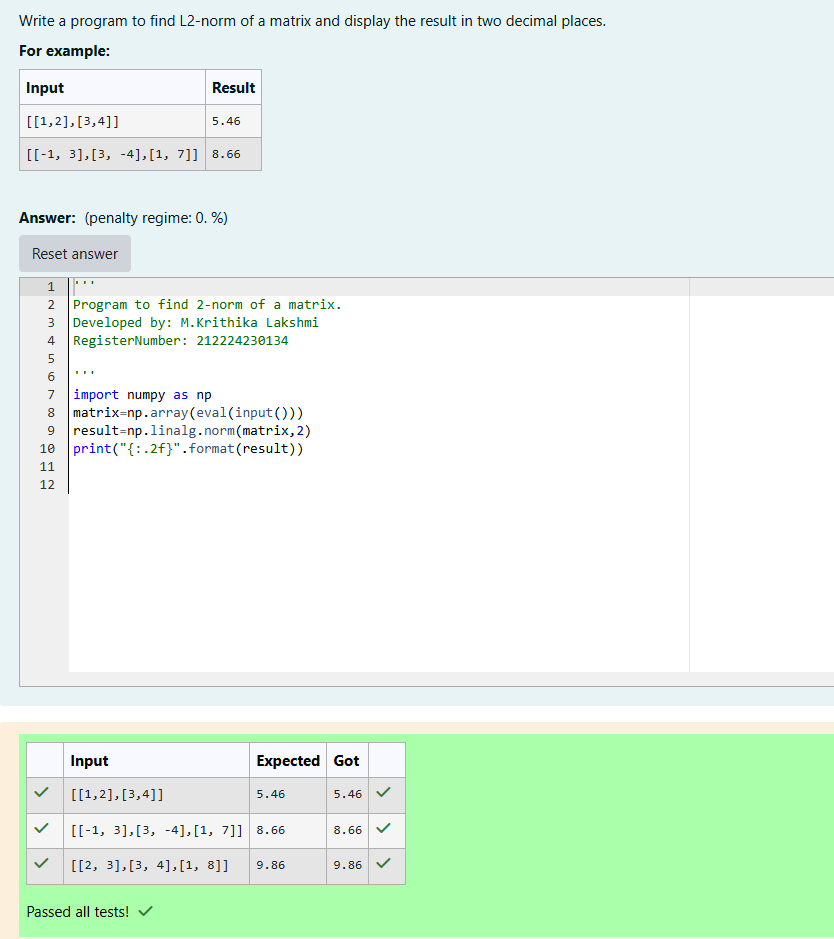 Write a program to find L2-norm of a matrix and display the result in two decimal places.
For example:
Input Result
[[1,2],[3,4]] 5.46
[[-1, 3],[3, -4],[1, 7]] 8.66
Answer: (penalty regime: 0. %)
Reset answer
1 '''
2 Program to find 2-norm of a matrix.
3 Developed by: M.Krithika Lakshmi
4 RegisterNumber: 212224230134
5
6 '''
7 import numpy as np
8 matrix=np.array(eval(input()))
9 result=np.linalg.norm(matrix,2)
10 print("{:.2f}".format(result))
11
12
Input Expected Got
[[1,2],[3,4]] 5.46 5.46
[[-1, 3],[3, -4],[1, 7]] 8.66 8.66
[[2, 3],[3, 4],[1, 8]] 9.86 9.86
Passed all tests!